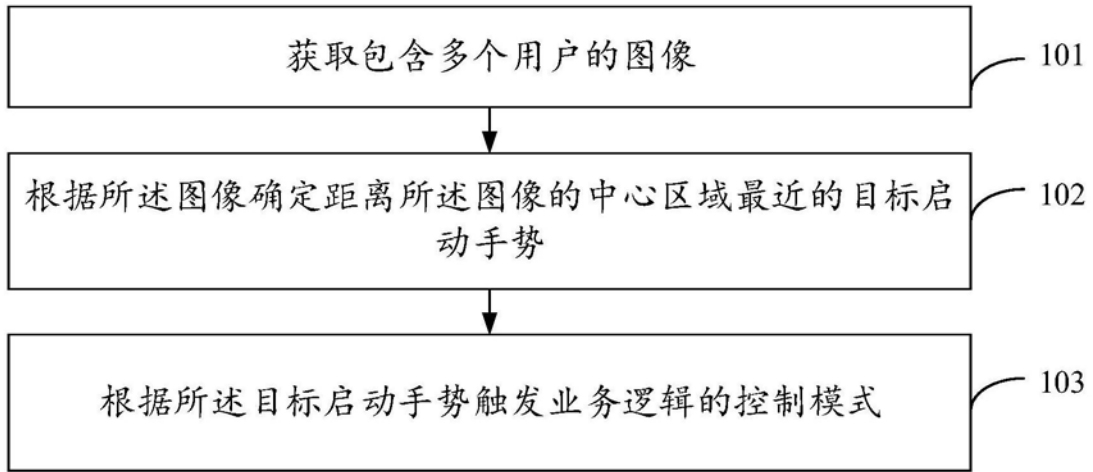 获取包含多个用户的图像
101
根据所述图像确定距离所述图像的中心区域最近的目标启
动手势
102
根据所述目标启动手势触发业务逻辑的控制模式
103